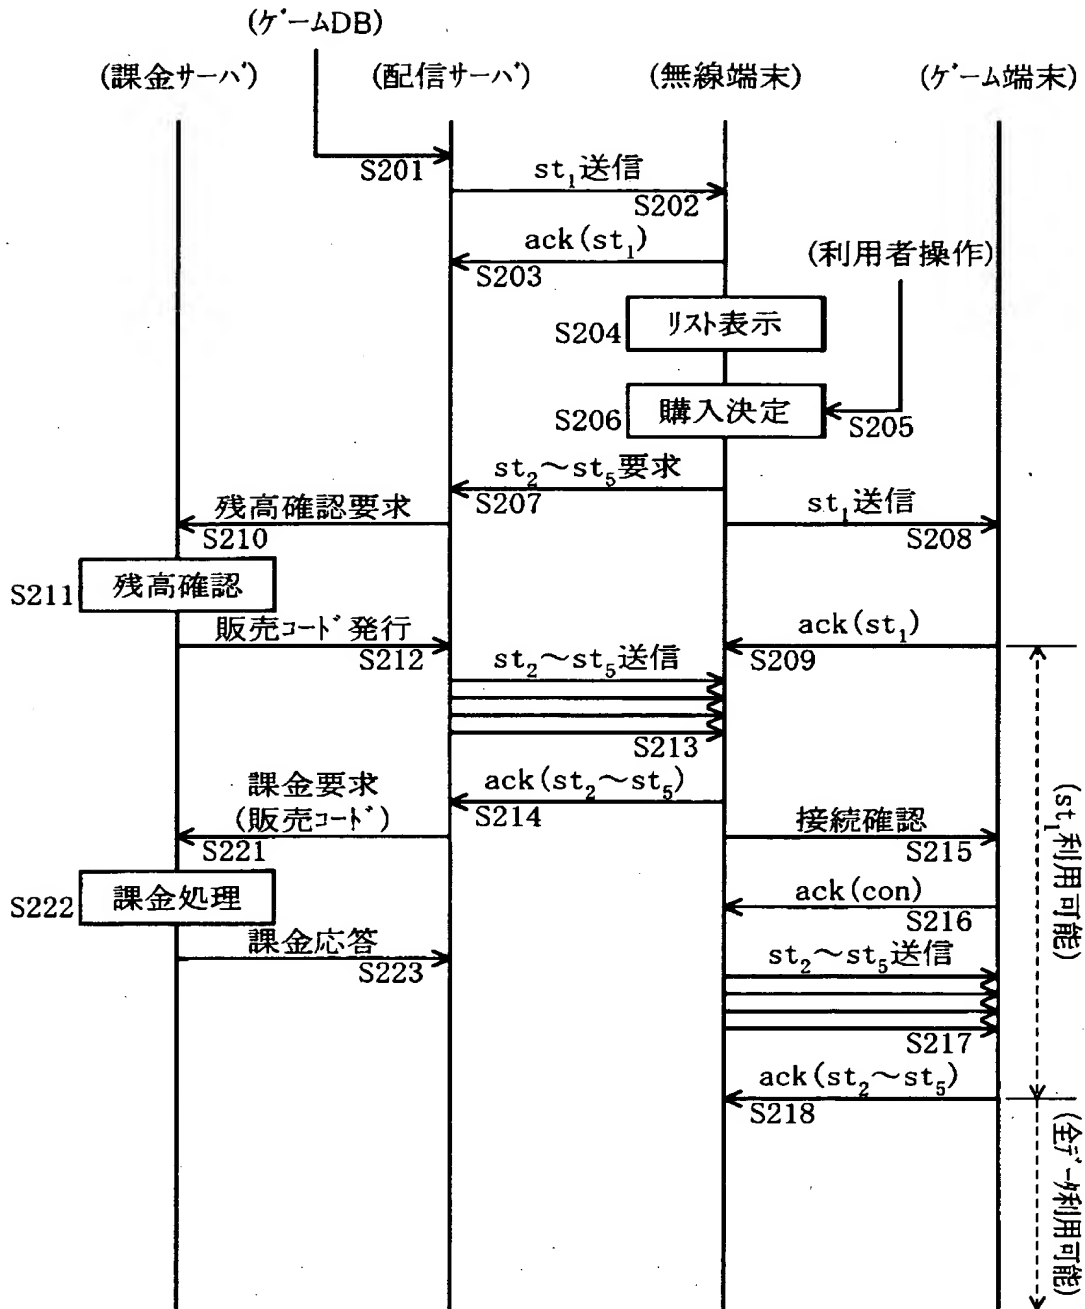 (ゲームDB)
(課金サーバ)
(配信サーバ)
(無線端末)
(ゲーム端末)
S201
st₁送信
S202
ack(st₁)
S203
(利用者操作)
S204
リスト表示
S206
購入決定
S205
st₂～st₅要求
S207
残高確認要求
S210
st₁送信
S208
S211
残高確認
販売コード発行
S212
ack(st₁)
S209
st₂～st₅送信
S213
ack(st₂～st₅)
S214
課金要求
(販売コード)
S221
接続確認
S215
S222
課金処理
ack(con)
S216
課金応答
S223
st₂～st₅送信
S217
ack(st₂～st₅)
S218
(st₁利用可能)
(全データ利用可能)